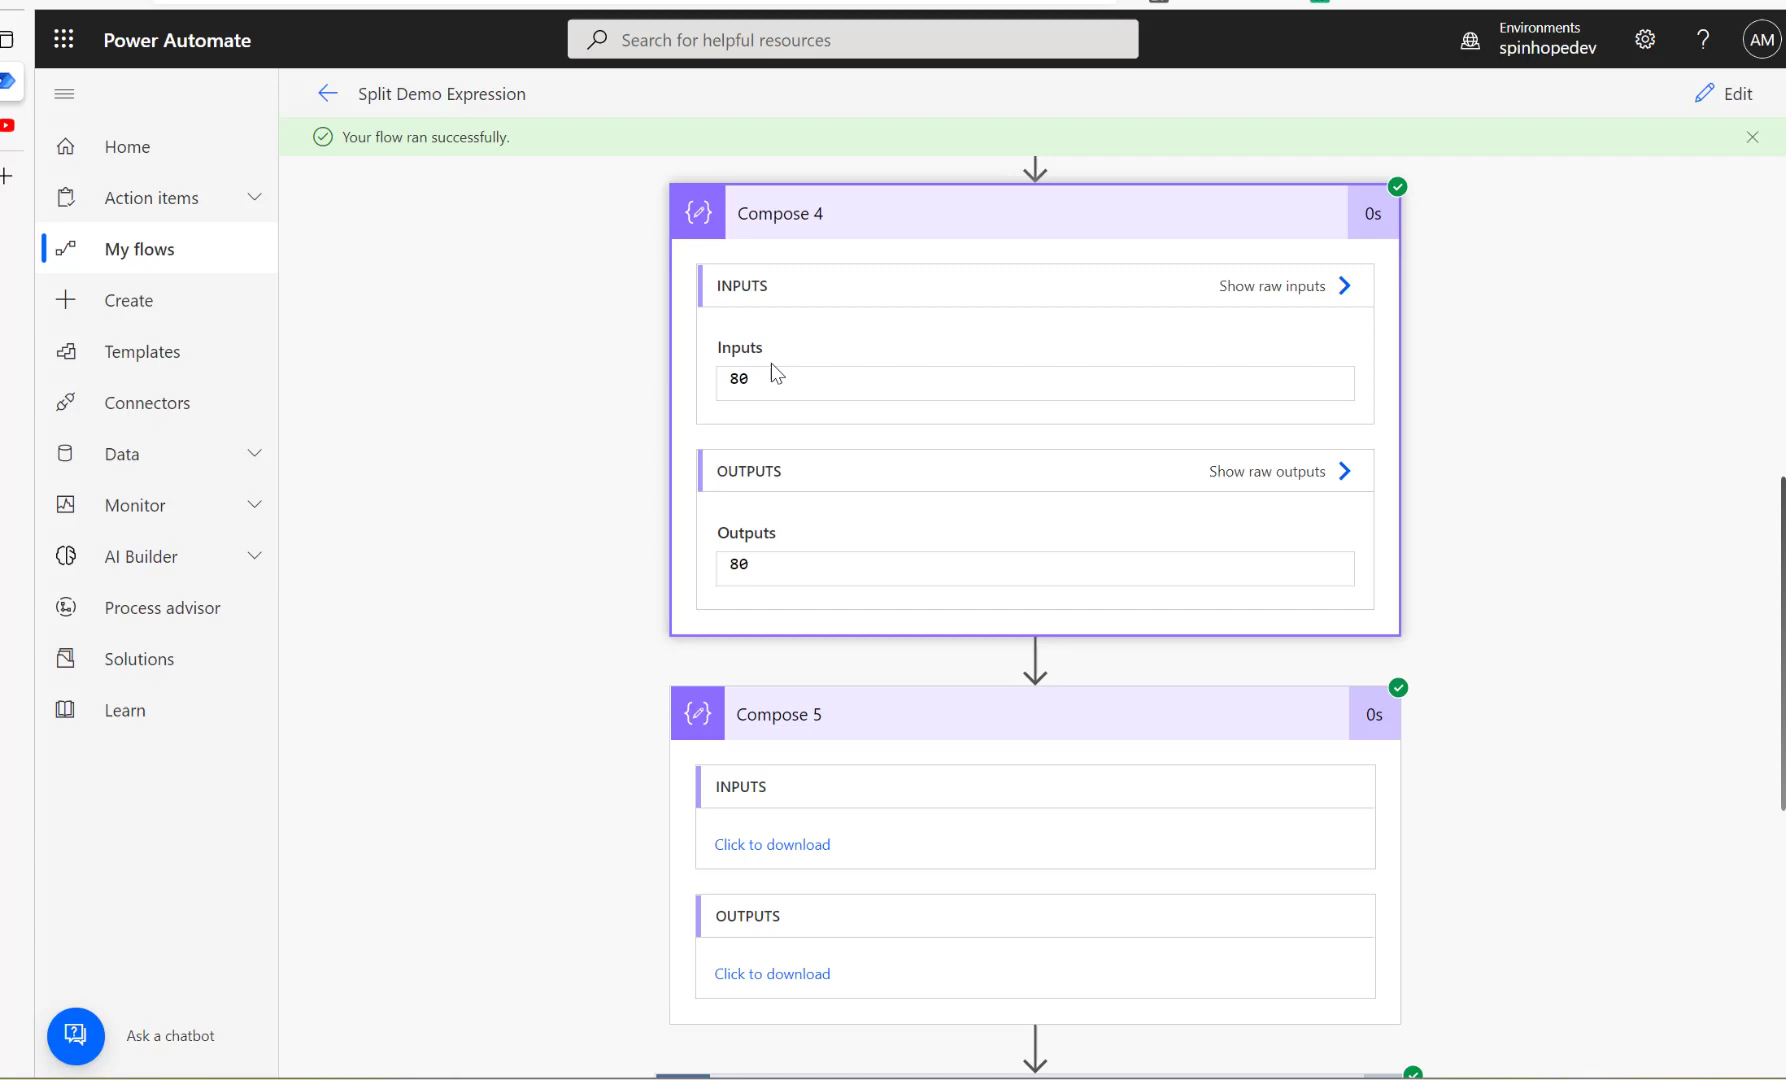 Power Automate
Search for helpful resources
Environments
spinhopedev
AM
Split Demo Expression
Edit
Your flow ran successfully.
Home
Action items
My flows
Create
Templates
Connectors
Data
Monitor
AI Builder
Process advisor
Solutions
Learn
Ask a chatbot
Compose 4
0s
INPUTS
Show raw inputs
Inputs
80
OUTPUTS
Show raw outputs
Outputs
80
Compose 5
0s
INPUTS
Click to download
OUTPUTS
Click to download